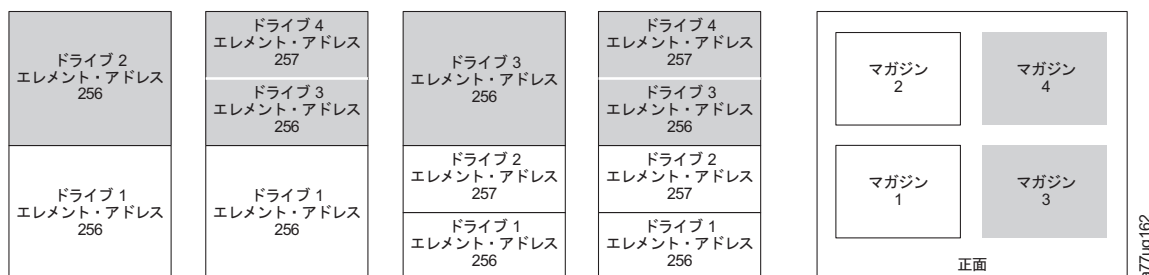 ドライブ 2
エレメント・アドレス
256
ドライブ 1
エレメント・アドレス
256
ドライブ 4
エレメント・アドレス
257
ドライブ 3
エレメント・アドレス
256
ドライブ 1
エレメント・アドレス
256
ドライブ 3
エレメント・アドレス
256
ドライブ 2
エレメント・アドレス
257
ドライブ 1
エレメント・アドレス
256
ドライブ 4
エレメント・アドレス
257
ドライブ 3
エレメント・アドレス
256
ドライブ 2
エレメント・アドレス
257
ドライブ 1
エレメント・アドレス
256
マガジン
2
マガジン
4
マガジン
1
マガジン
3
正面
a77ug162